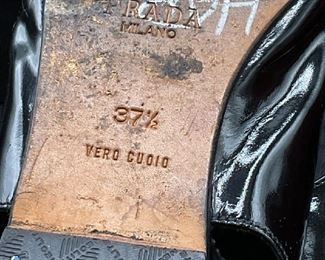 PRADA
MILANO
37½
VERO CUOIO